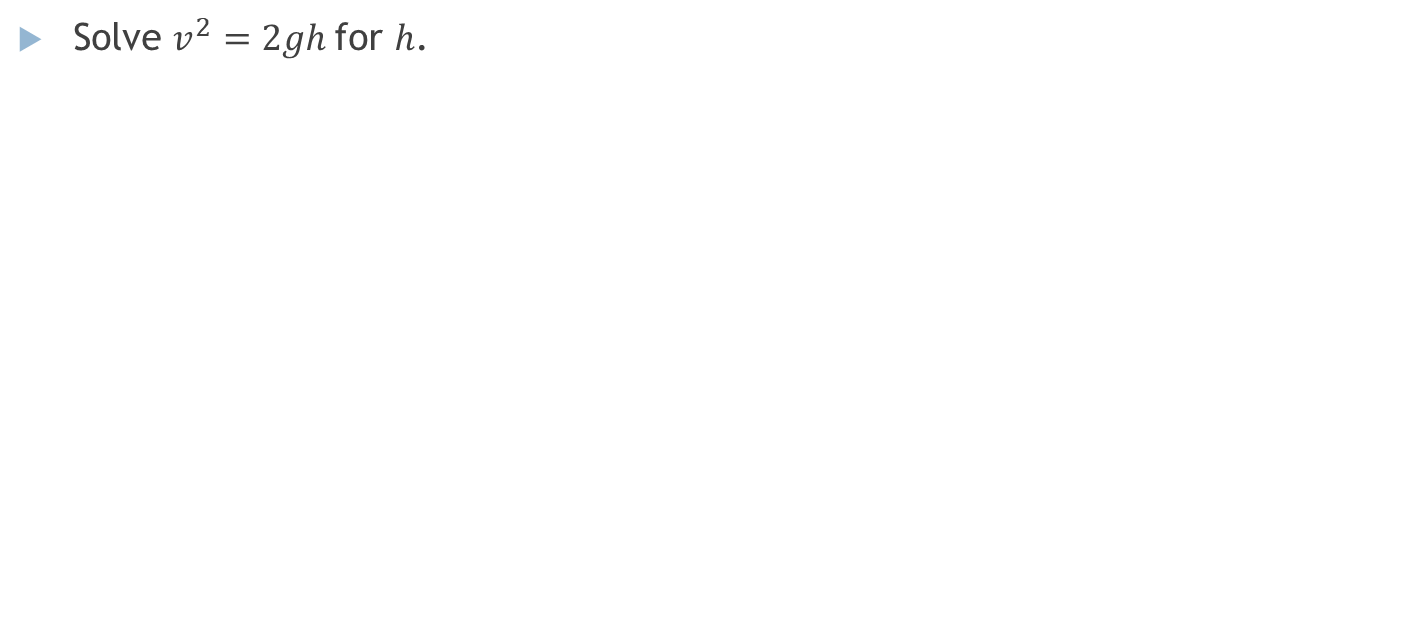 Solve 𝑣² = 2𝑔ℎ for ℎ.